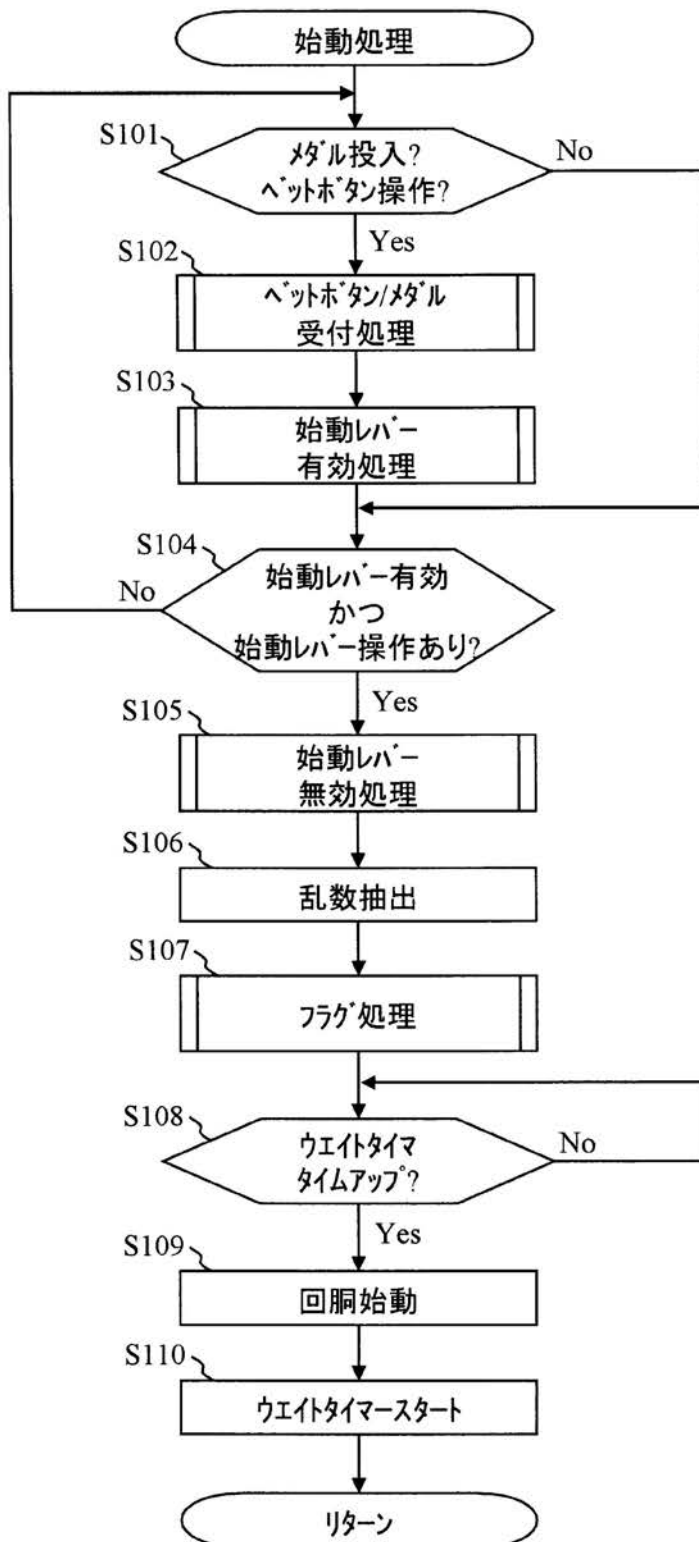 始動処理
S101
メダル投入?
ベットボタン操作?
No
Yes
S102
ベットボタン/メダル
受付処理
S103
始動レバー
有効処理
S104
始動レバー有効
かつ
始動レバー操作あり?
No
Yes
S105
始動レバー
無効処理
S106
乱数抽出
S107
フラグ処理
S108
ウエイトタイマ
タイムアップ?
No
Yes
S109
回胴始動
S110
ウエイトタイマースタート
リターン